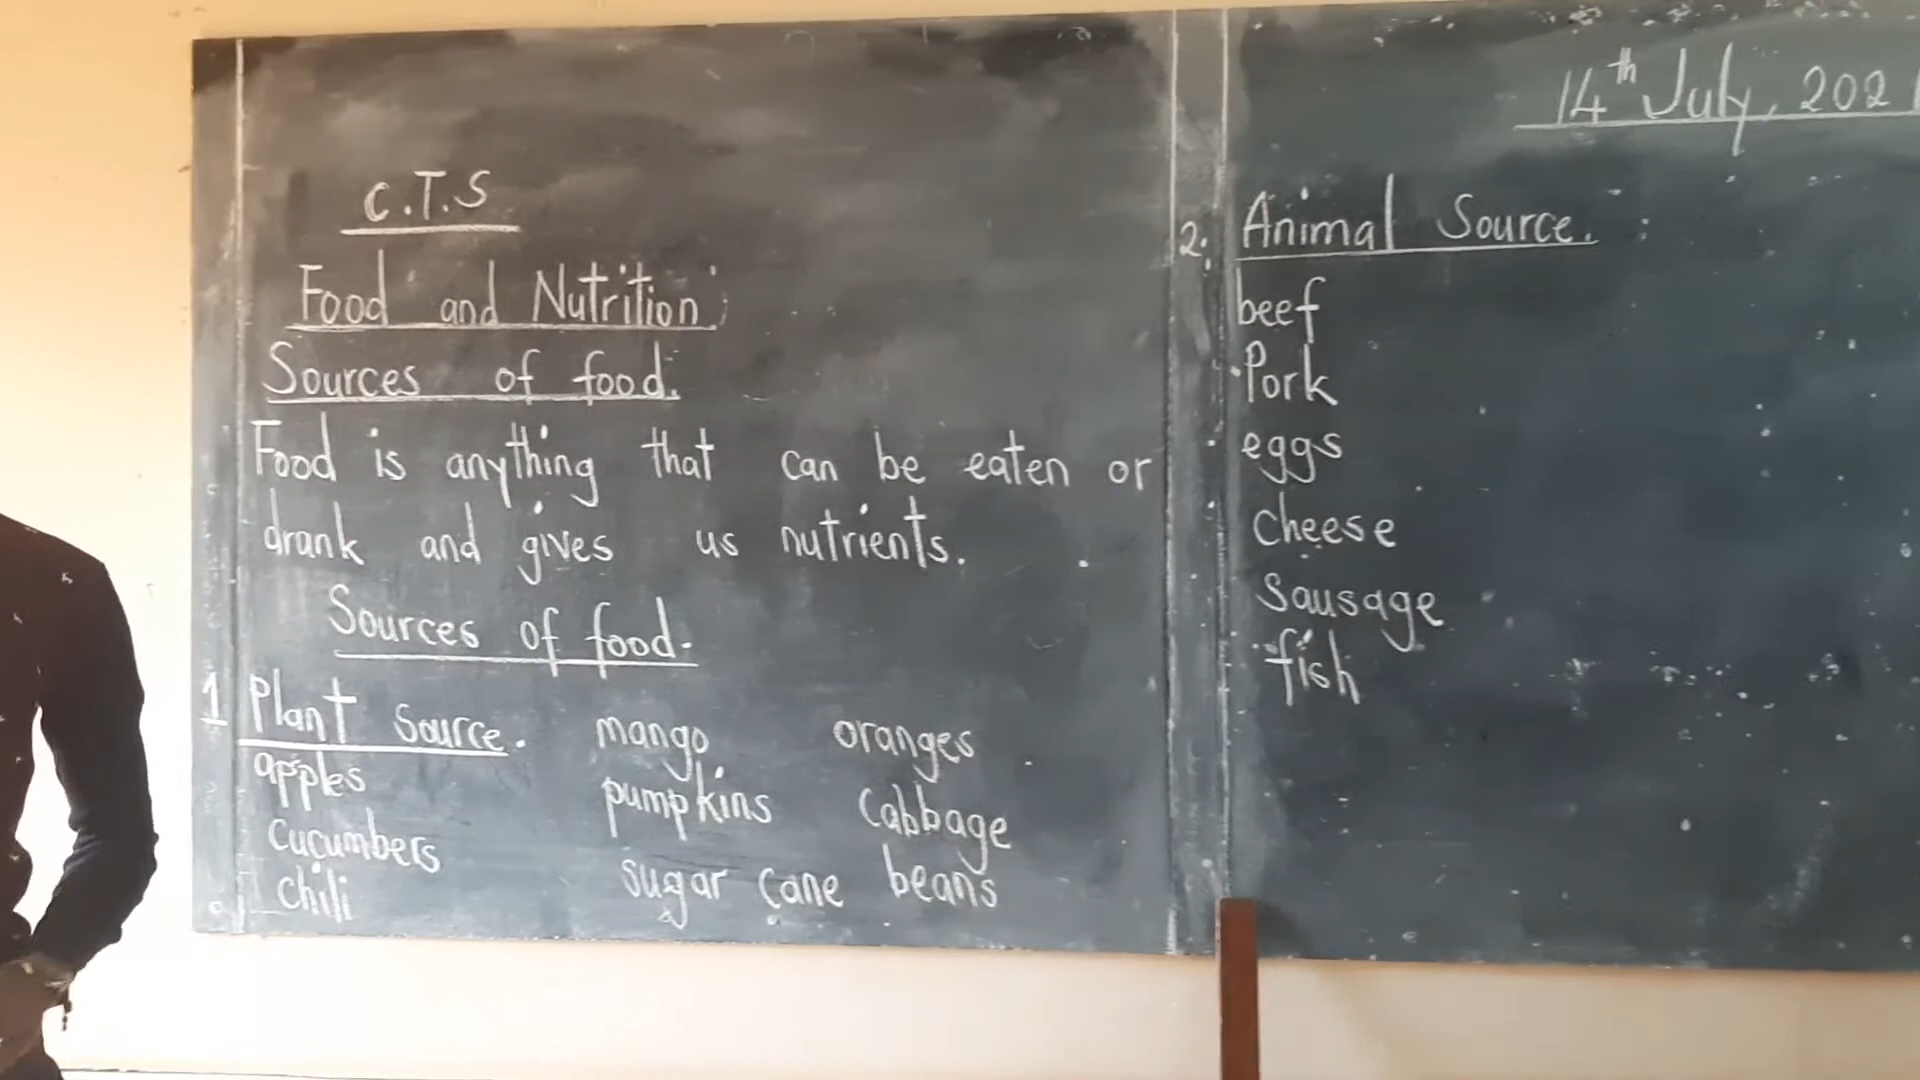 C.T.S
Food and Nutrition
Sources of food.
Food is anything that can be eaten or
drank and gives us nutrients.
Sources of food.
1 Plant Source.
apples
cucumbers
chili
mango
pumpkins
sugar cane
oranges
Cabbage
beans
14th July, 2021
2. Animal Source.
beef
Pork
eggs
Cheese
Sausage
fish